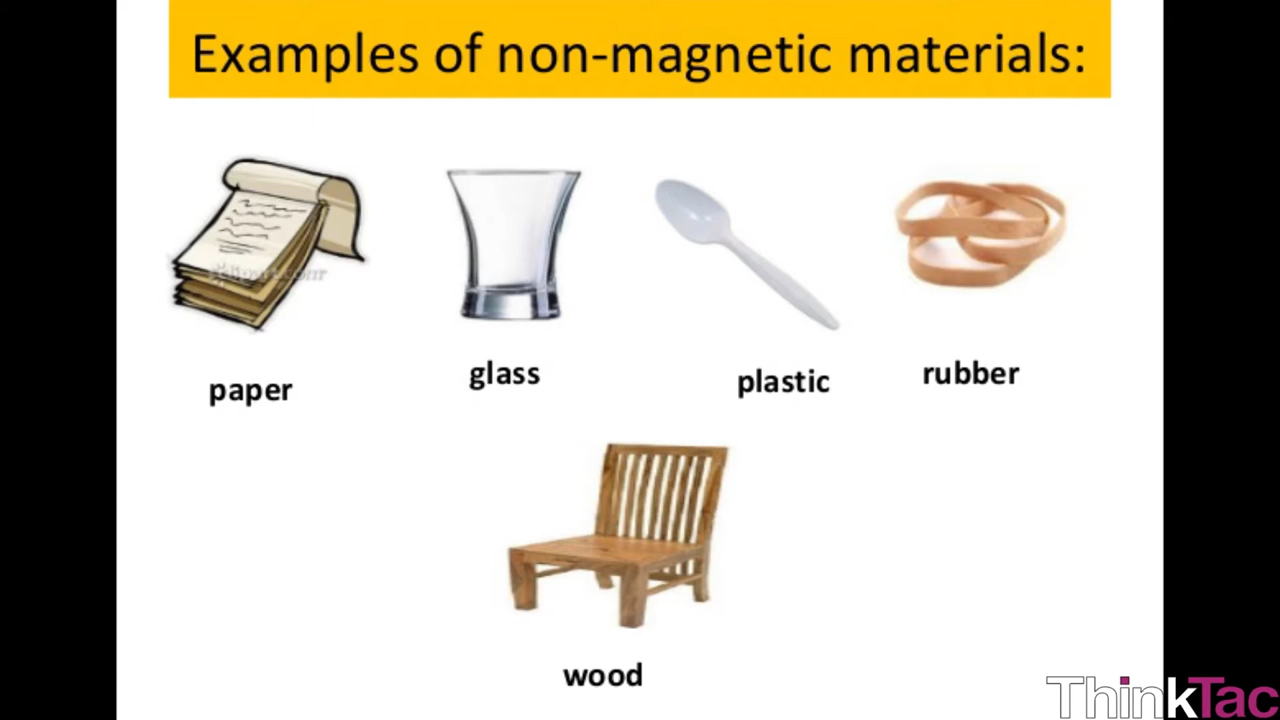 Examples of non-magnetic materials:
paper
glass
plastic
rubber
wood
ThinkTac